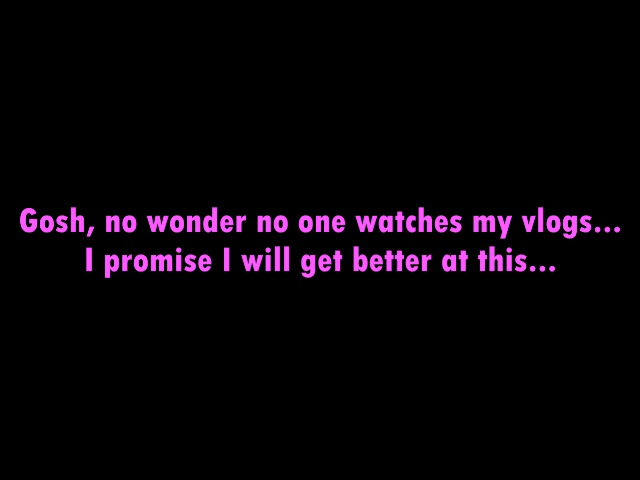 Gosh, no wonder no one watches my vlogs...
I promise I will get better at this...